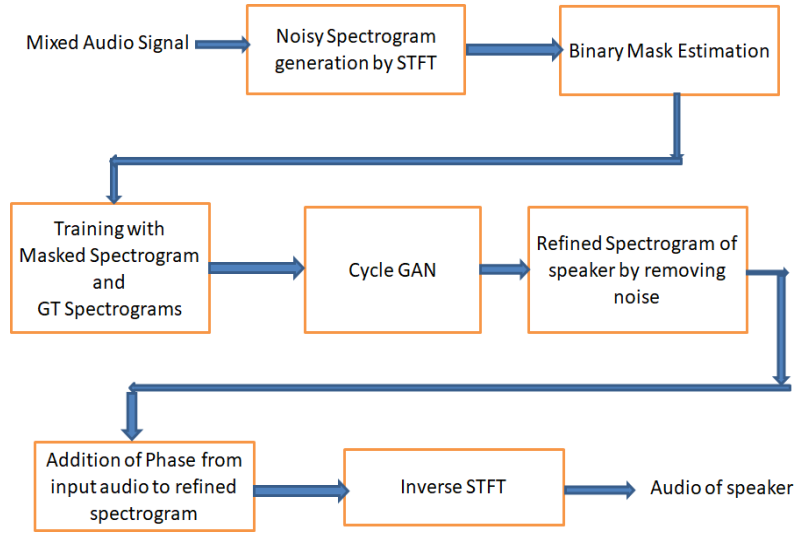 Mixed Audio Signal
Noisy Spectrogram
generation by STFT
Binary Mask Estimation
Training with
Masked Spectrogram
and
GT Spectrograms
Cycle GAN
Refined Spectrogram of
speaker by removing
noise
Addition of Phase from
input audio to refined
spectrogram
Inverse STFT
Audio of speaker